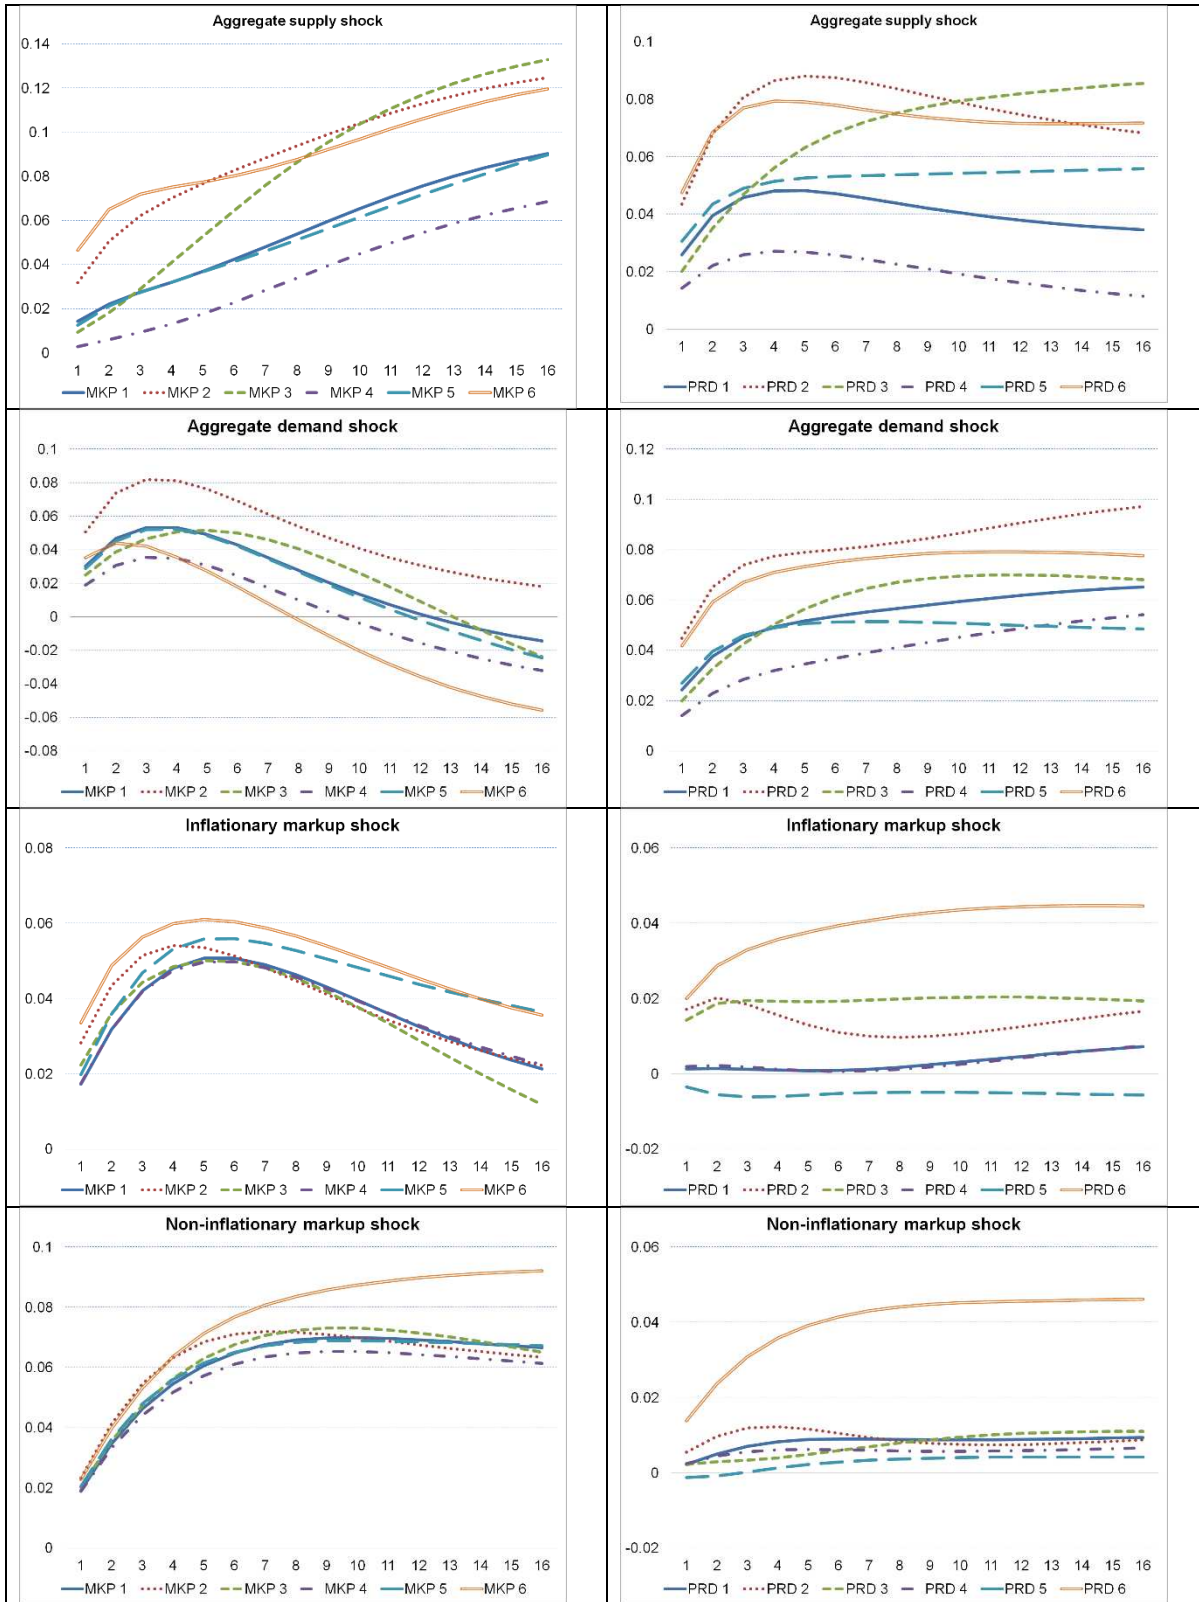 Aggregate supply shock
0.14
0.12
0.1
0.08
0.06
0.04
0.02
0
1 2 3 4 5 6 7 8 9 10 11 12 13 14 15 16
MKP 1 MKP 2 MKP 3 MKP 4 MKP 5 MKP 6
Aggregate supply shock
0.1
0.08
0.06
0.04
0.02
0
1 2 3 4 5 6 7 8 9 10 11 12 13 14 15 16
PRD 1 PRD 2 PRD 3 PRD 4 PRD 5 PRD 6
Aggregate demand shock
0.1
0.08
0.06
0.04
0.02
0
-0.02
-0.04
-0.06
-0.08
1 2 3 4 5 6 7 8 9 10 11 12 13 14 15 16
MKP 1 MKP 2 MKP 3 MKP 4 MKP 5 MKP 6
Aggregate demand shock
0.12
0.1
0.08
0.06
0.04
0.02
0
1 2 3 4 5 6 7 8 9 10 11 12 13 14 15 16
PRD 1 PRD 2 PRD 3 PRD 4 PRD 5 PRD 6
Inflationary markup shock
0.08
0.06
0.04
0.02
0
1 2 3 4 5 6 7 8 9 10 11 12 13 14 15 16
MKP 1 MKP 2 MKP 3 MKP 4 MKP 5 MKP 6
Inflationary markup shock
0.06
0.04
0.02
0
-0.02
1 2 3 4 5 6 7 8 9 10 11 12 13 14 15 16
PRD 1 PRD 2 PRD 3 PRD 4 PRD 5 PRD 6
Non-inflationary markup shock
0.1
0.08
0.06
0.04
0.02
0
1 2 3 4 5 6 7 8 9 10 11 12 13 14 15 16
MKP 1 MKP 2 MKP 3 MKP 4 MKP 5 MKP 6
Non-inflationary markup shock
0.06
0.04
0.02
0
-0.02
1 2 3 4 5 6 7 8 9 10 11 12 13 14 15 16
PRD 1 PRD 2 PRD 3 PRD 4 PRD 5 PRD 6